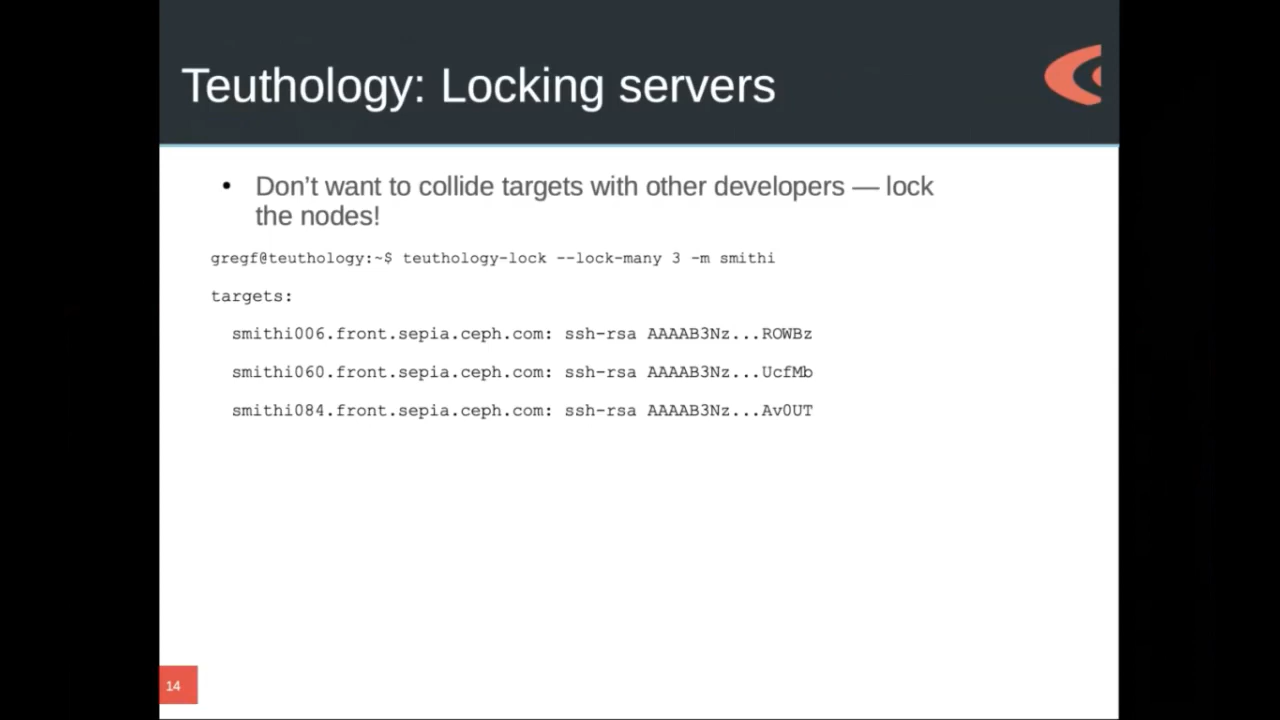 Teuthology: Locking servers
• Don’t want to collide targets with other developers — lock
the nodes!
gregf@teuthology:~$ teuthology-lock --lock-many 3 -m smithi
targets:
smithi006.front.sepia.ceph.com: ssh-rsa AAAAB3Nz...ROWBz
smithi060.front.sepia.ceph.com: ssh-rsa AAAAB3Nz...UcfMb
smithi084.front.sepia.ceph.com: ssh-rsa AAAAB3Nz...Av0UT
14